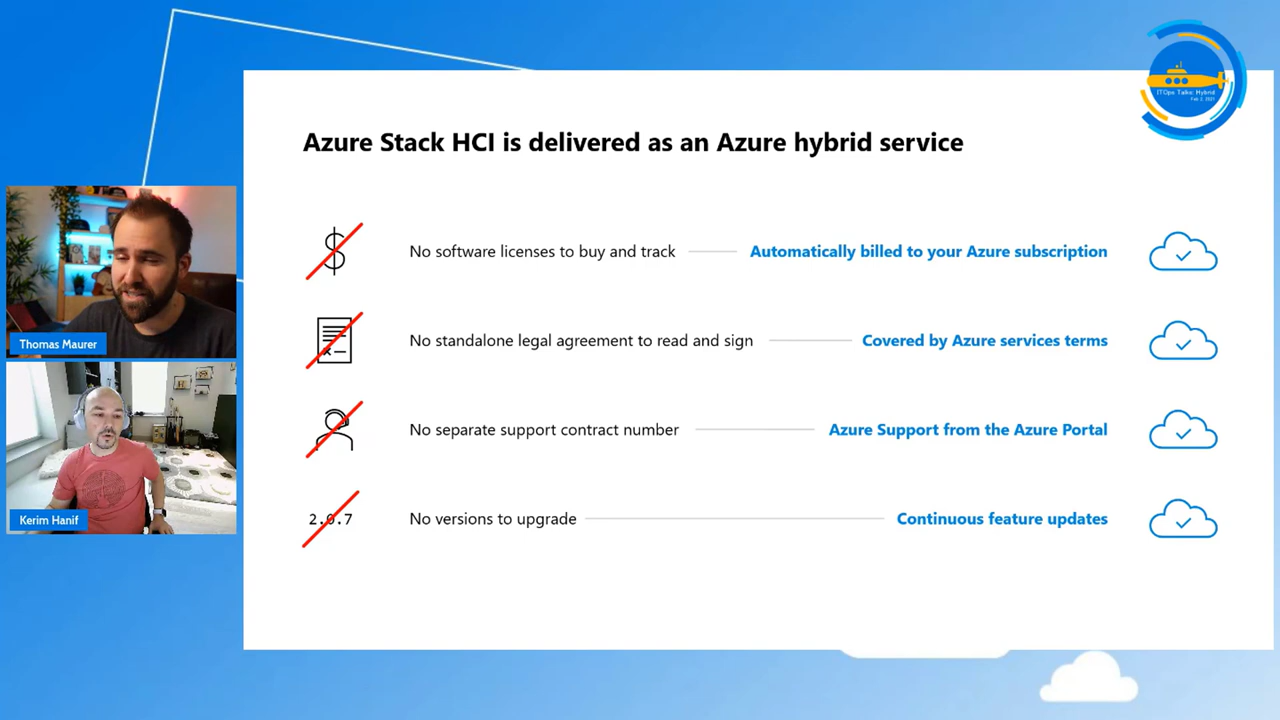 ITOps Talks: Hybrid
Feb 2, 2021
Azure Stack HCI is delivered as an Azure hybrid service
No software licenses to buy and track
Automatically billed to your Azure subscription
No standalone legal agreement to read and sign
Covered by Azure services terms
No separate support contract number
Azure Support from the Azure Portal
2.0.7
No versions to upgrade
Continuous feature updates
Thomas Maurer
Kerim Hanif